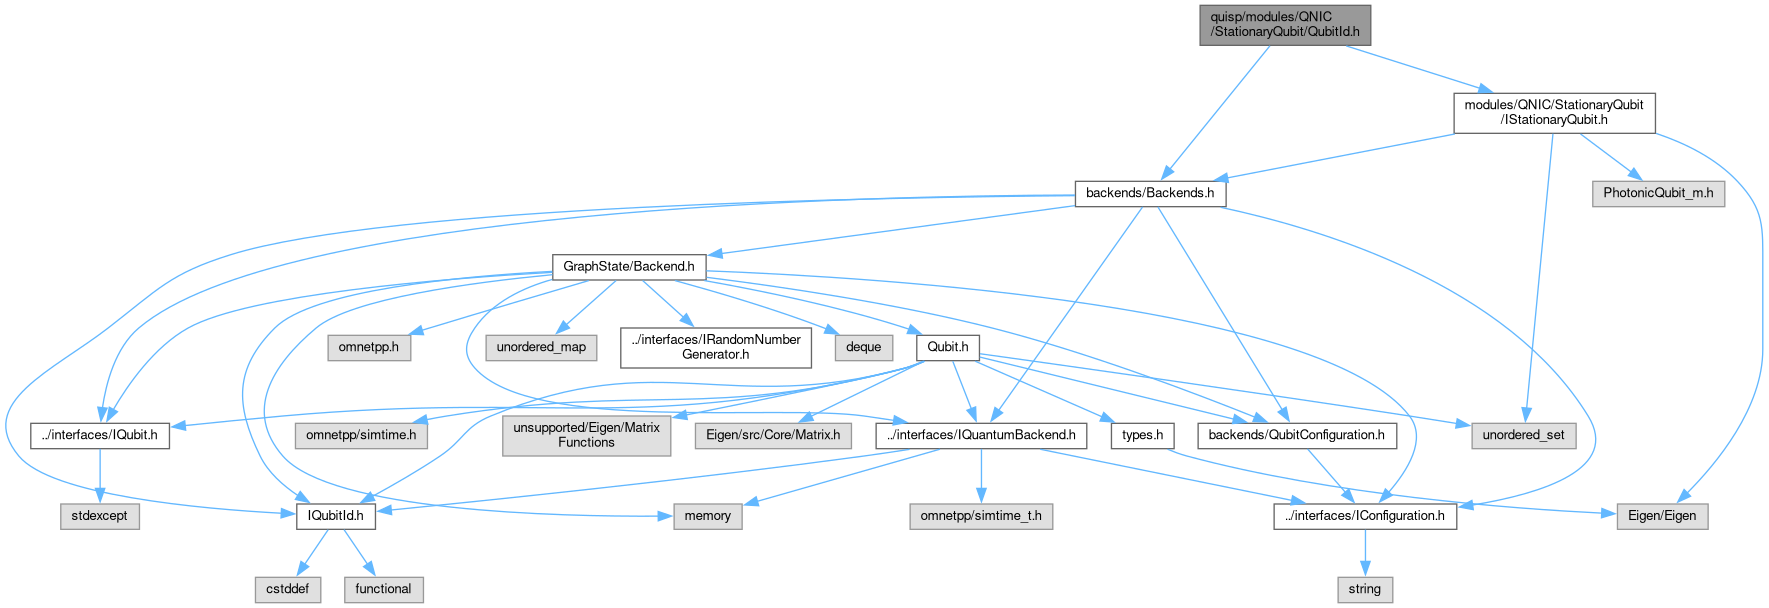 quisp/modules/QNIC
/StationaryQubit/QubitId.h
modules/QNIC/StationaryQubit
/IStationaryQubit.h
backends/Backends.h
PhotonicQubit_m.h
GraphState/Backend.h
omnetpp.h
unordered_map
../interfaces/IRandomNumber
Generator.h
deque
Qubit.h
../interfaces/IQubit.h
omnetpp/simtime.h
unsupported/Eigen/Matrix
Functions
Eigen/src/Core/Matrix.h
../interfaces/IQuantumBackend.h
types.h
backends/QubitConfiguration.h
unordered_set
stdexcept
IQubitId.h
memory
omnetpp/simtime_t.h
../interfaces/IConfiguration.h
Eigen/Eigen
cstddef
functional
string